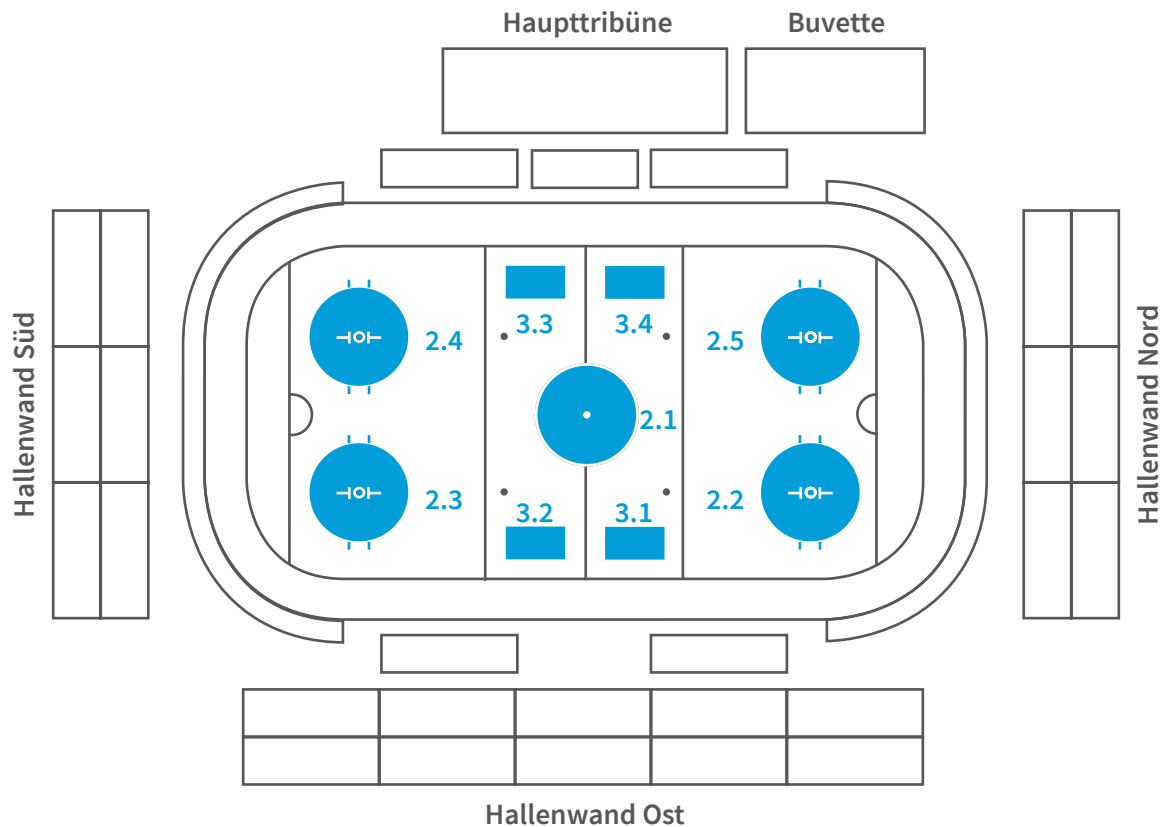 Haupttribüne
Buvette
Hallenwand Süd
Hallenwand Nord
3.3
3.4
2.4
2.5
2.1
2.3
2.2
3.2
3.1
Hallenwand Ost